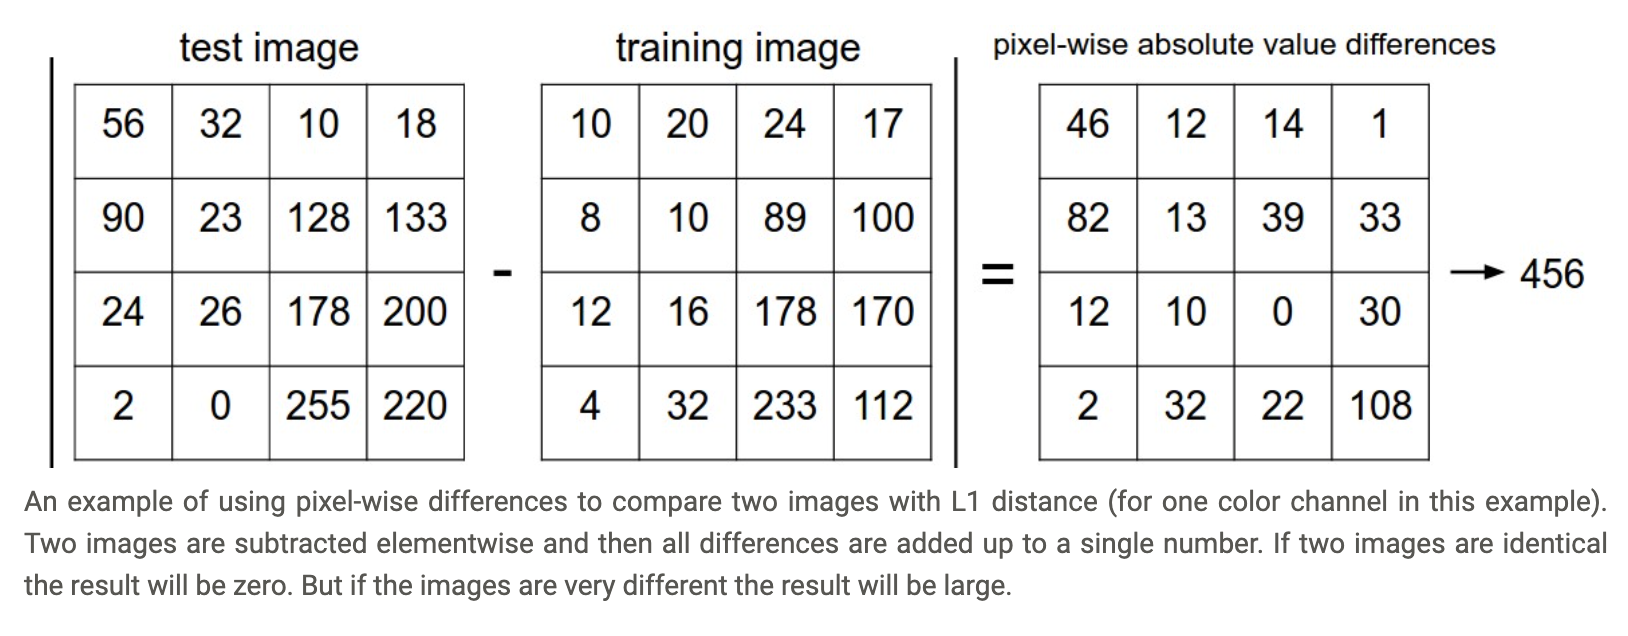 test image training image pixel-wise absolute value differences
56 32 10 18 10 20 24 17 46 12 14 1
90 23 128 133 8 10 89 100 82 13 39 33
- = → 456
24 26 178 200 12 16 178 170 12 10 0 30
2 0 255 220 4 32 233 112 2 32 22 108
An example of using pixel-wise differences to compare two images with L1 distance (for one color channel in this example).
Two images are subtracted elementwise and then all differences are added up to a single number. If two images are identical
the result will be zero. But if the images are very different the result will be large.